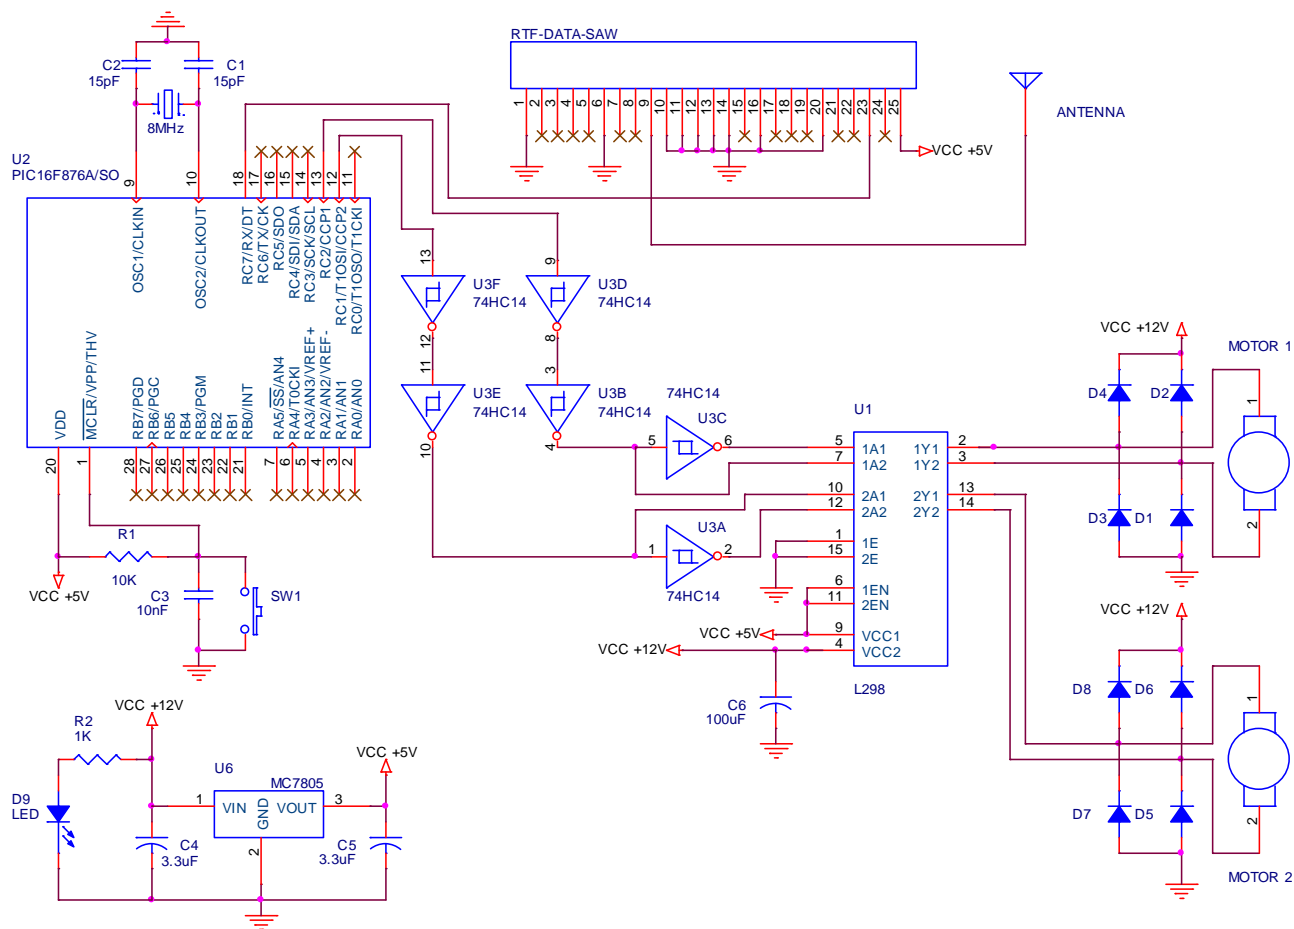 RTF-DATA-SAW
1 2 3 4 5 6 7 8 9 10 11 12 13 14 15 16 17 18 19 20 21 22 23 24 25
VCC +5V
ANTENNA
C2
15pF
C1
15pF
8MHz
U2
PIC16F876A/SO
9 10 18 17 16 15 14 13 12 11
OSC1/CLKIN
OSC2/CLKOUT
RC7/RX/DT
RC6/TX/CK
RC5/SDO
RC4/SDI/SDA
RC3/SCK/SCL
RC2/CCP1
RC1/T1OSI/CCP2
RC0/T1OSO/T1CKI
VDD
MCLR/VPP/THV
RB7/PGD
RB6/PGC
RB5
RB4
RB3/PGM
RB2
RB1
RB0/INT
RA5/SS/AN4
RA4/T0CKI
RA3/AN3/VREF+
RA2/AN2/VREF-
RA1/AN1
RA0/AN0
20 1 28 27 26 25 24 23 22 21 7 6 5 4 3 2
R1
10K
VCC +5V
C3
10nF
SW1
13
U3F
74HC14
12
11
U3E
74HC14
10
9
U3D
74HC14
8
3
U3B
74HC14
4
74HC14
U3C
5 6
U3A
1 2
74HC14
U1
5 1A1 1Y1 2
7 1A2 1Y2 3
10 2A1 2Y1 13
12 2A2 2Y2 14
1 1E
15 2E
6 1EN
11 2EN
9 VCC1
4 VCC2
L298
VCC +5V
VCC +12V
C6
100uF
VCC +12V
MOTOR 1
D4 D2
D3 D1
1
2
VCC +12V
D8 D6
D7 D5
1
2
MOTOR 2
VCC +12V
R2
1K
D9
LED
U6
MC7805
1 VIN VOUT 3
GND
2
VCC +5V
C4
3.3uF
C5
3.3uF